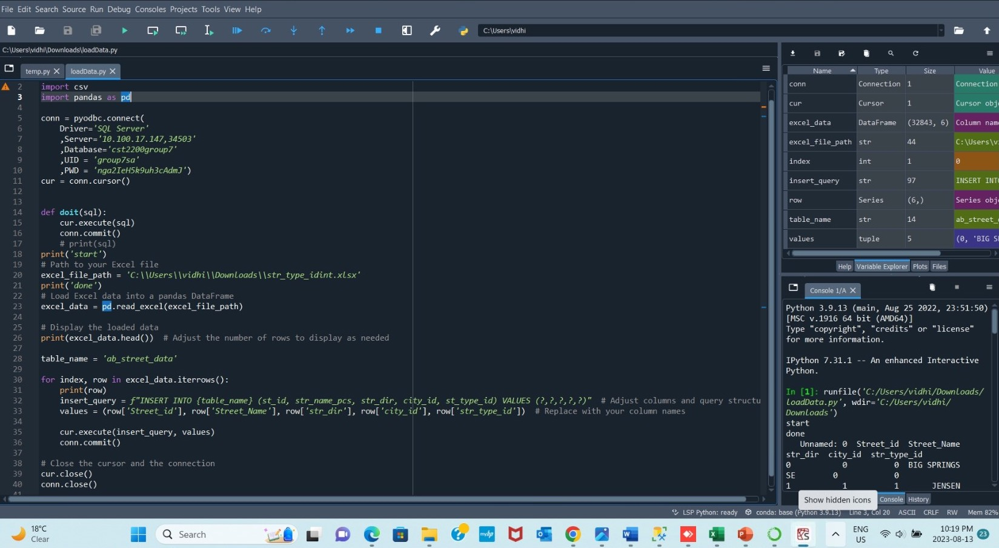 File Edit Search Source Run Debug Consoles Projects Tools View Help
C:\Users\vidhi
C:\Users\vidhi\Downloads\loadData.py
temp.py
loadData.py
2 import csv
3 import pandas as pd
4
5 conn = pyodbc.connect(
6 Driver='SQL Server'
7 ,Server='10.100.17.147,34503'
8 ,Database='cst2200group7'
9 ,UID = 'group7sa'
10 ,PWD = 'nga2IeH5k9uh3cAdmJ')
11 cur = conn.cursor()
12
13
14 def doit(sql):
15 cur.execute(sql)
16 conn.commit()
17 # print(sql)
18 print('start')
19 # Path to your Excel file
20 excel_file_path = 'C:\\Users\\vidhi\\Downloads\\str_type_idint.xlsx'
21 print('done')
22 # Load Excel data into a pandas DataFrame
23 excel_data = pd.read_excel(excel_file_path)
24
25 # Display the loaded data
26 print(excel_data.head()) # Adjust the number of rows to display as needed
27
28 table_name = 'ab_street_data'
29
30 for index, row in excel_data.iterrows():
31 print(row)
32 insert_query = f"INSERT INTO {table_name} (st_id, str_name_pcs, str_dir, city_id, st_type_id) VALUES (?,?,?,?,?)" # Adjust columns and query structu
33 values = (row['Street_id'], row['Street_Name'], row['str_dir'], row['city_id'], row['str_type_id']) # Replace with your column names
34
35 cur.execute(insert_query, values)
36 conn.commit()
37
38 # Close the cursor and the connection
39 cur.close()
40 conn.close()
41
Name Type Size Value
conn Connection 1 Connection
cur Cursor 1 Cursor obj
excel_data DataFrame (32843, 6) Column nam
excel_file_path str 44 C:\Users\v
index int 1 0
insert_query str 97 INSERT INT
row Series (6,) Series obj
table_name str 14 ab_street_
values tuple 5 (0, 'BIG S
Help Variable Explorer Plots Files
Console 1/A
Python 3.9.13 (main, Aug 25 2022, 23:51:50)
[MSC v.1916 64 bit (AMD64)]
Type "copyright", "credits" or "license"
for more information.
IPython 7.31.1 -- An enhanced Interactive
Python.
In [1]: runfile('C:/Users/vidhi/Downloads/
loadData.py', wdir='C:/Users/vidhi/
Downloads')
start
done
Unnamed: 0 Street_id Street_Name
str_dir city_id str_type_id
0 0 0 BIG SPRINGS
SE 0 0
1 1 1 JENSEN
Show hidden icons
Console History
LSP Python: ready conda: base (Python 3.9.13) Line 3, Col 20 ASCII CRLF RW Mem 82%
18°C
Clear
Search
myhp
ENG
US
10:19 PM
2023-08-13
23